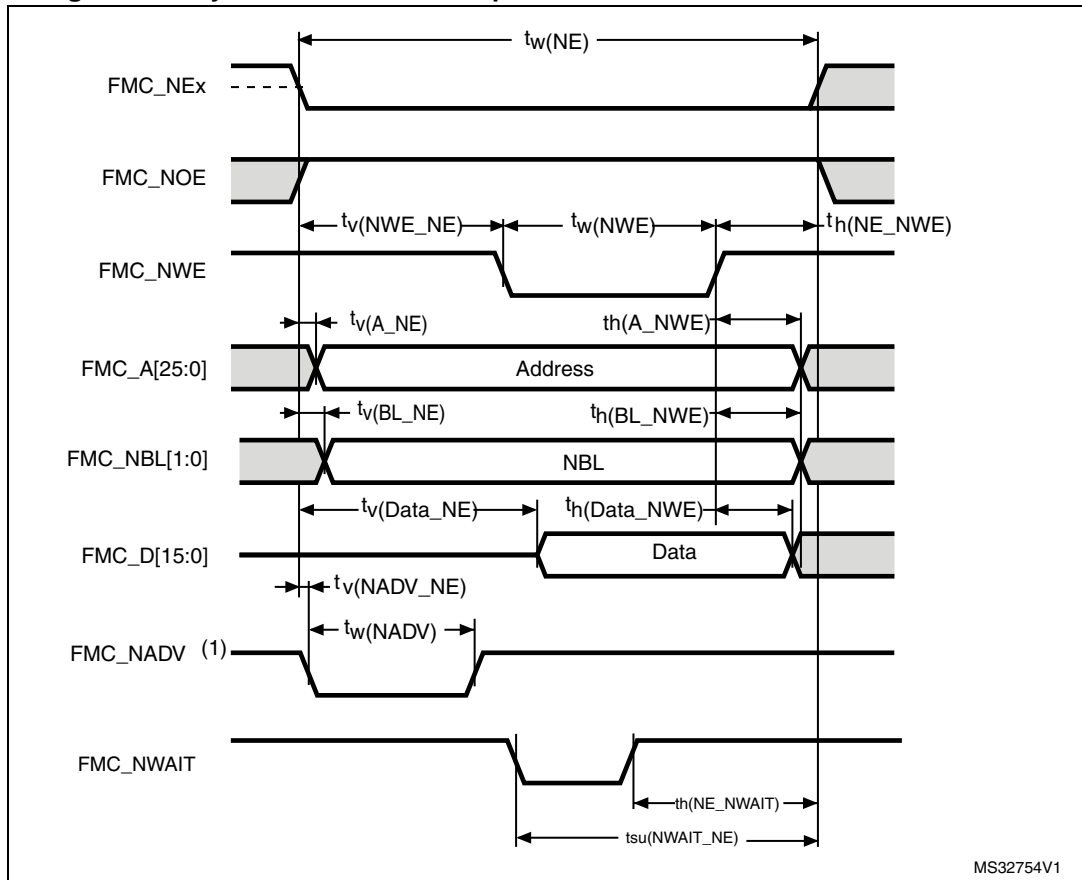 tw(NE)
FMC_NEx
FMC_NOE
tv(NWE_NE) tw(NWE) th(NE_NWE)
FMC_NWE
tv(A_NE) th(A_NWE)
FMC_A[25:0] Address
tv(BL_NE) th(BL_NWE)
FMC_NBL[1:0] NBL
tv(Data_NE) th(Data_NWE)
FMC_D[15:0] Data
tv(NADV_NE)
tw(NADV)
FMC_NADV (1)
FMC_NWAIT
th(NE_NWAIT)
tsu(NWAIT_NE)
MS32754V1